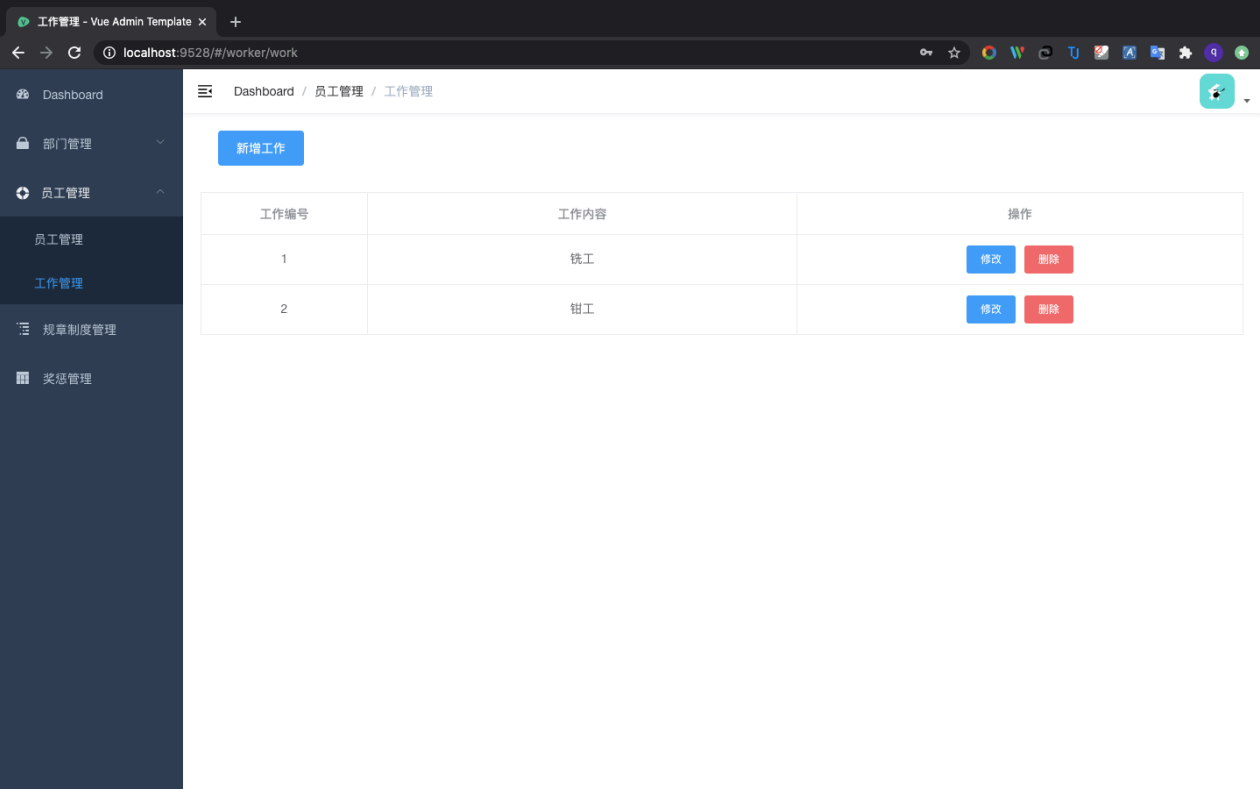 工作管理 - Vue Admin Template
localhost:9528/#/worker/work
Dashboard
部门管理
员工管理
员工管理
工作管理
规章制度管理
奖惩管理
Dashboard / 员工管理 / 工作管理
新增工作
工作编号 工作内容 操作
1 铣工 修改 删除
2 钳工 修改 删除